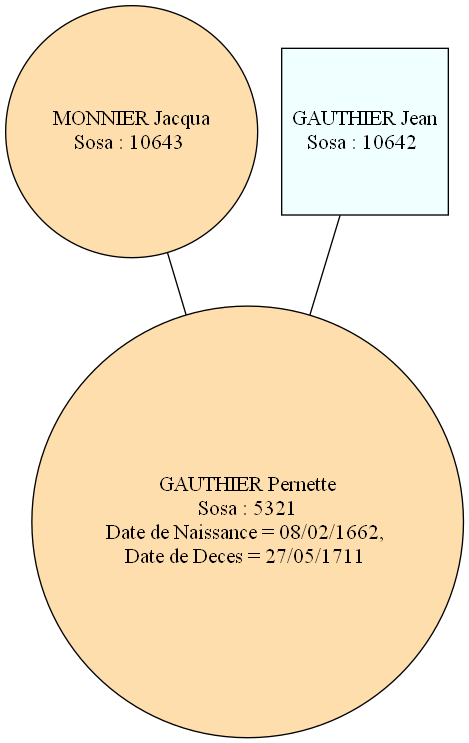 MONNIER Jacqua
Sosa : 10643
GAUTHIER Jean
Sosa : 10642
GAUTHIER Pernette
Sosa : 5321
Date de Naissance = 08/02/1662,
Date de Deces = 27/05/1711